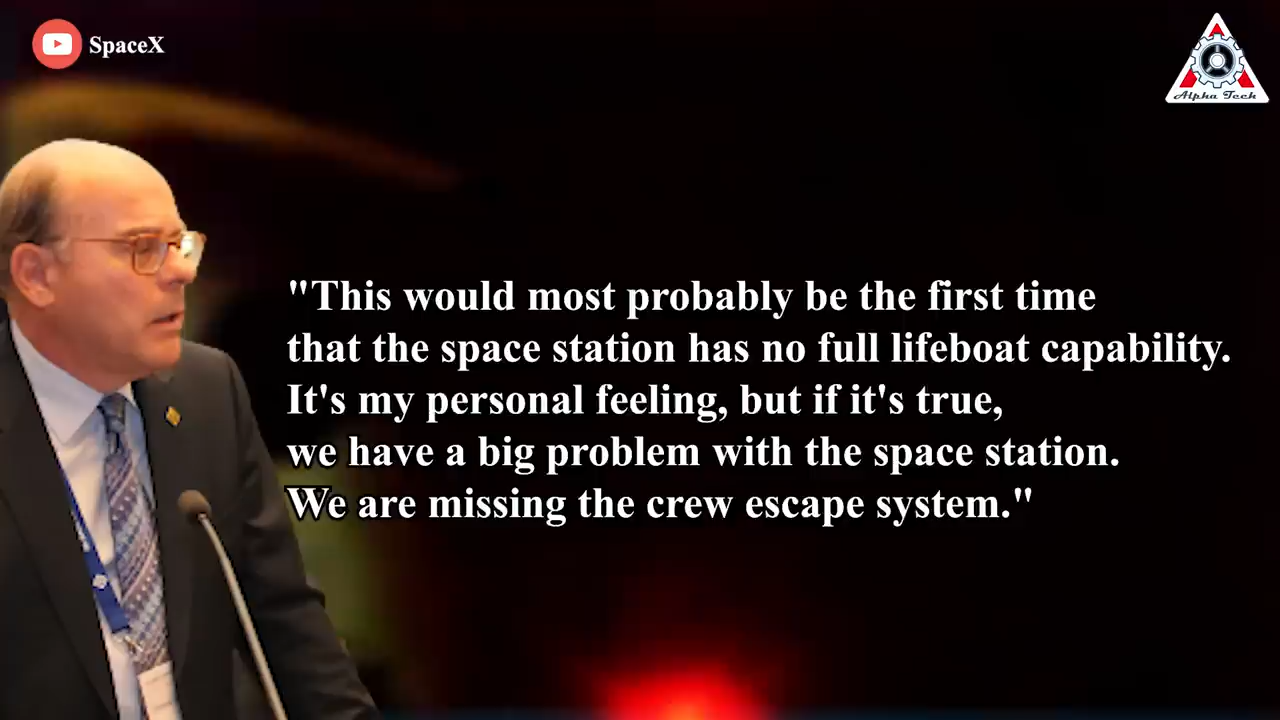 SpaceX
Alpha Tech
"This would most probably be the first time
that the space station has no full lifeboat capability.
It's my personal feeling, but if it's true,
we have a big problem with the space station.
We are missing the crew escape system."